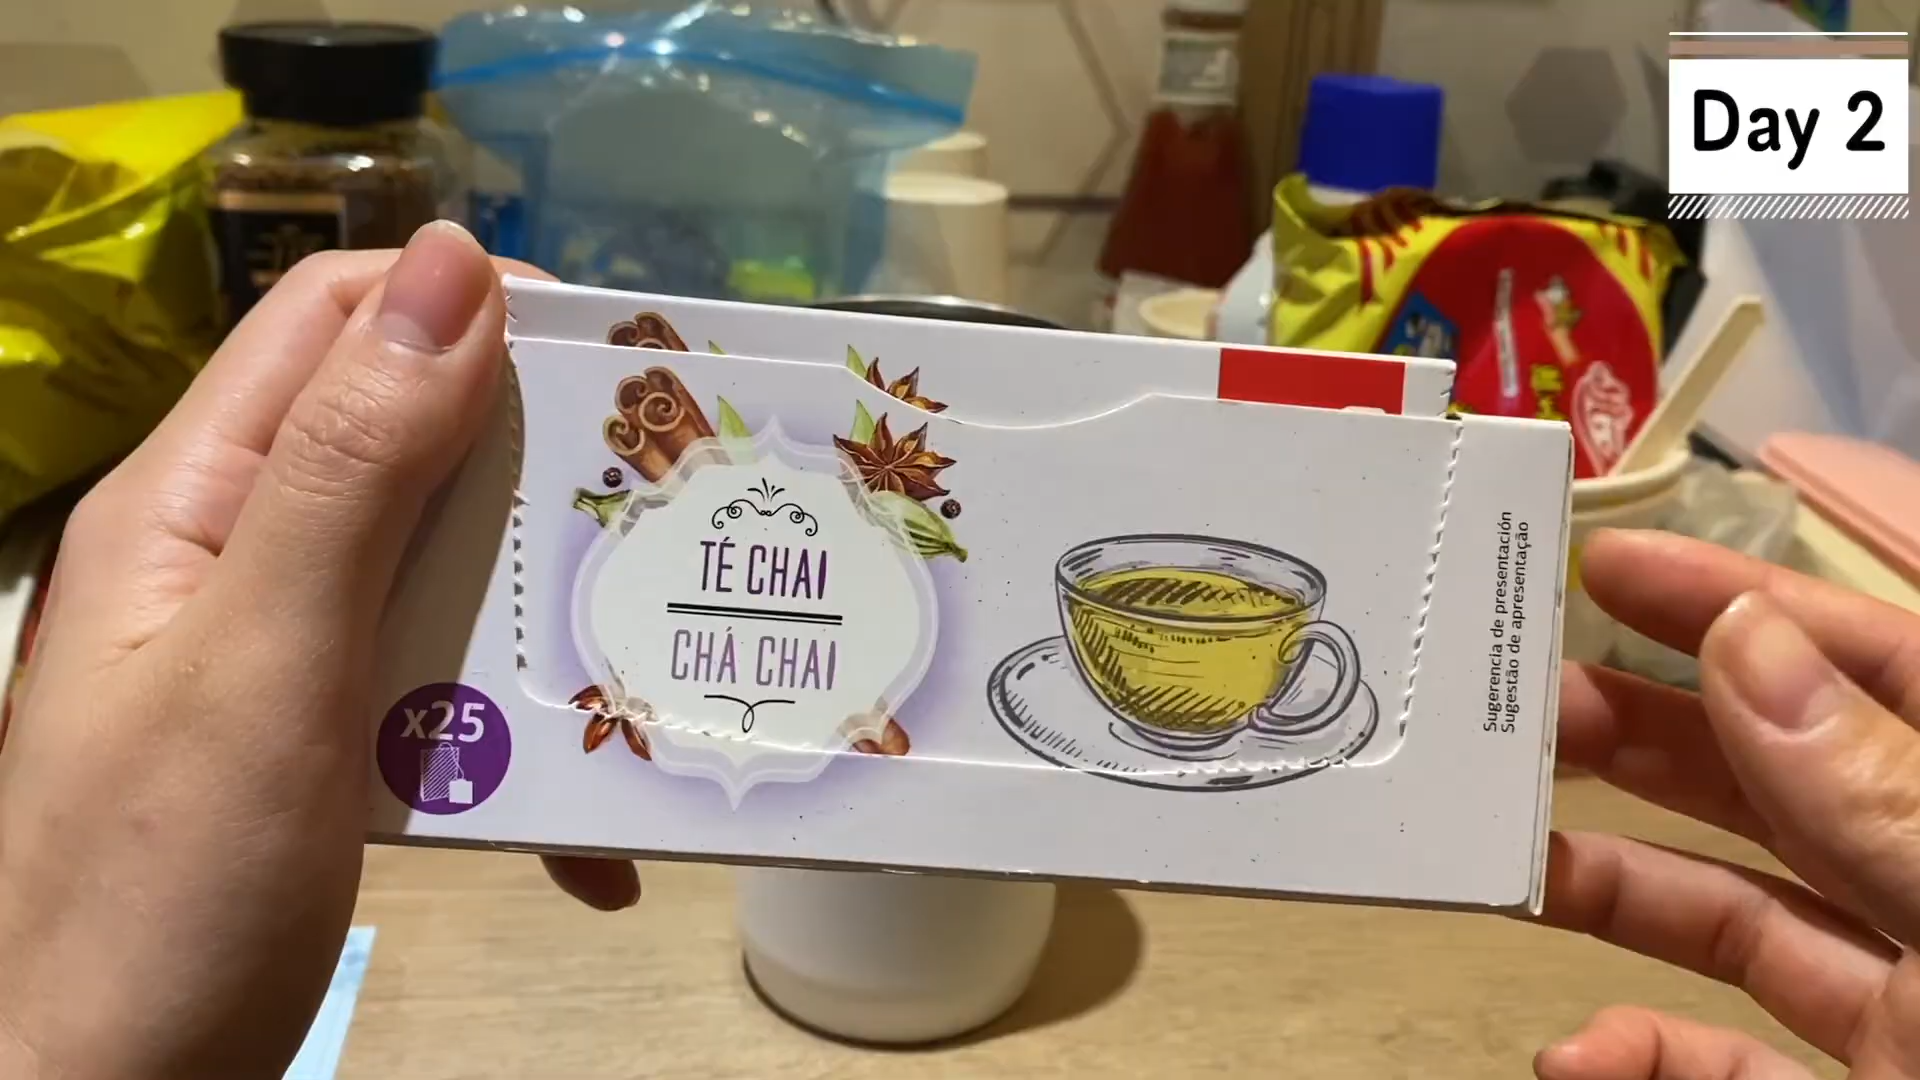 Day 2
TÉ CHAI
CHÁ CHAI
x25
Sugerencia de presentación
Sugestão de apresentação